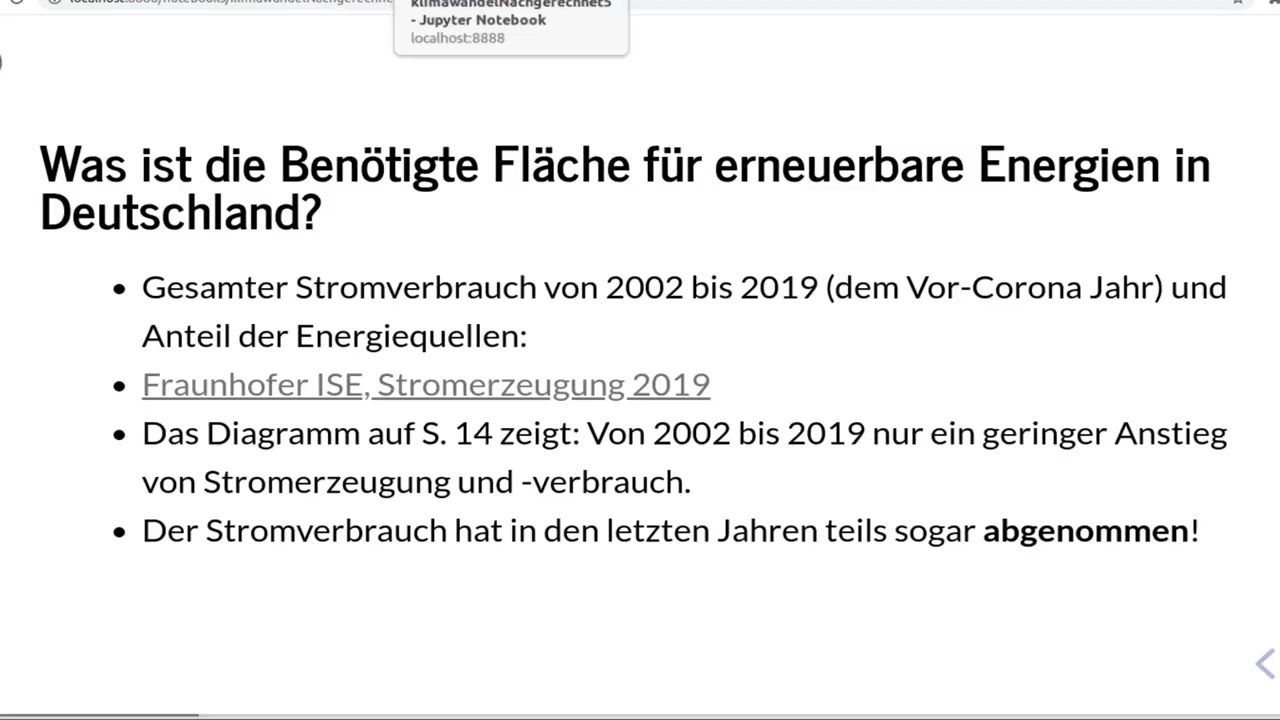 klimawandelNachgerechnet5
- Jupyter Notebook
localhost:8888
Was ist die Benötigte Fläche für erneuerbare Energien in
Deutschland?
• Gesamter Stromverbrauch von 2002 bis 2019 (dem Vor-Corona Jahr) und
Anteil der Energiequellen:
• Fraunhofer ISE, Stromerzeugung 2019
• Das Diagramm auf S. 14 zeigt: Von 2002 bis 2019 nur ein geringer Anstieg
von Stromerzeugung und -verbrauch.
• Der Stromverbrauch hat in den letzten Jahren teils sogar abgenommen!